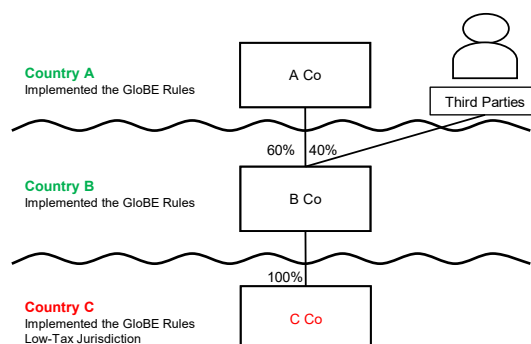 Country A
Implemented the GloBE Rules
A Co
Third Parties
60%
40%
Country B
Implemented the GloBE Rules
B Co
100%
Country C
Implemented the GloBE Rules
Low-Tax Jurisdiction
C Co